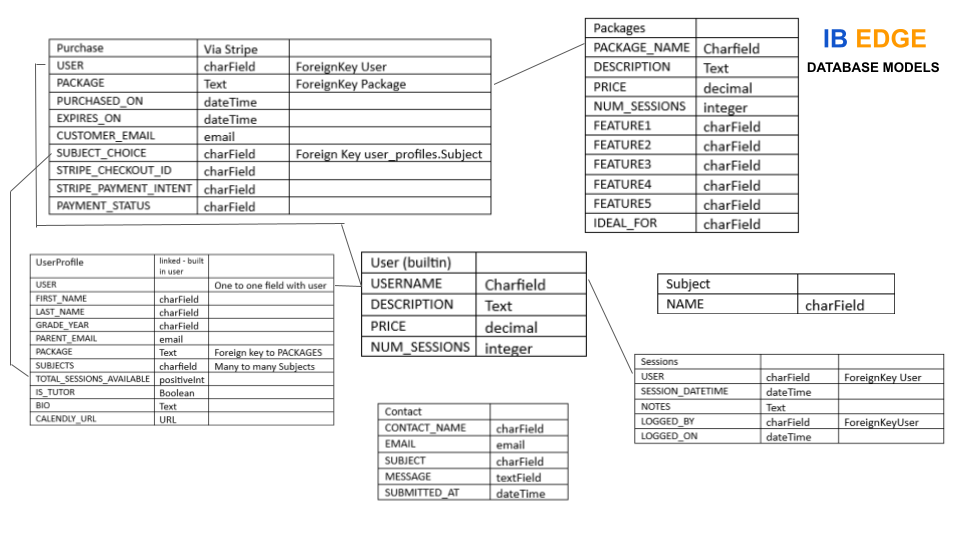 IB EDGE
DATABASE MODELS
Purchase Via Stripe
USER charField ForeignKey User
PACKAGE Text ForeignKey Package
PURCHASED_ON dateTime
EXPIRES_ON dateTime
CUSTOMER_EMAIL email
SUBJECT_CHOICE charField Foreign Key user_profiles.Subject
STRIPE_CHECKOUT_ID charField
STRIPE_PAYMENT_INTENT charField
PAYMENT_STATUS charField
Packages
PACKAGE_NAME Charfield
DESCRIPTION Text
PRICE decimal
NUM_SESSIONS integer
FEATURE1 charField
FEATURE2 charField
FEATURE3 charField
FEATURE4 charField
FEATURE5 charField
IDEAL_FOR charField
UserProfile linked - built
in user
USER One to one field with user
FIRST_NAME charField
LAST_NAME charField
GRADE_YEAR charField
PARENT_EMAIL email
PACKAGE Text Foreign key to PACKAGES
SUBJECTS charfield Many to many Subjects
TOTAL_SESSIONS_AVAILABLE positiveInt
IS_TUTOR Boolean
BIO Text
CALENDLY_URL URL
User (builtin)
USERNAME Charfield
DESCRIPTION Text
PRICE decimal
NUM_SESSIONS integer
Subject
NAME charField
Sessions
USER charField ForeignKey User
SESSION_DATETIME dateTime
NOTES Text
LOGGED_BY charField ForeignKeyUser
LOGGED_ON dateTime
Contact
CONTACT_NAME charField
EMAIL email
SUBJECT charField
MESSAGE textField
SUBMITTED_AT dateTime